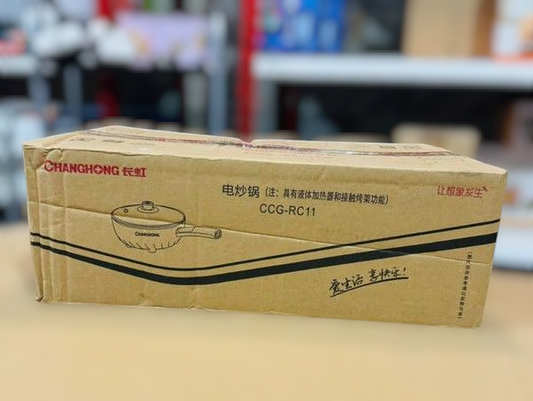 CHANGHONG 长虹
电炒锅（注：具有液体加热器和接触烤架功能）
CCG-RC11
让想象发生
CHANGHONG
爱生活 享快乐！